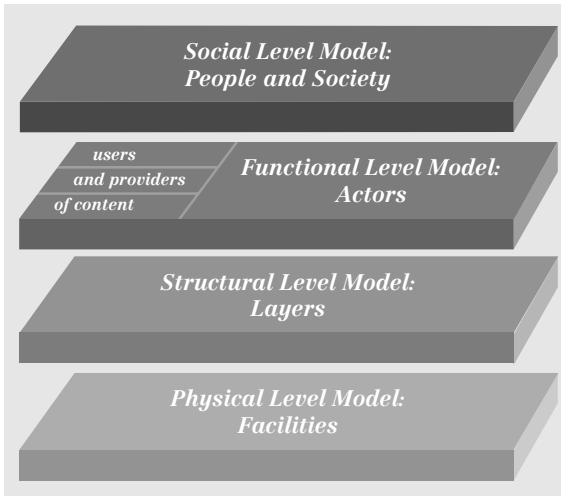 Social Level Model:
People and Society
users
and providers
of content
Functional Level Model:
Actors
Structural Level Model:
Layers
Physical Level Model:
Facilities